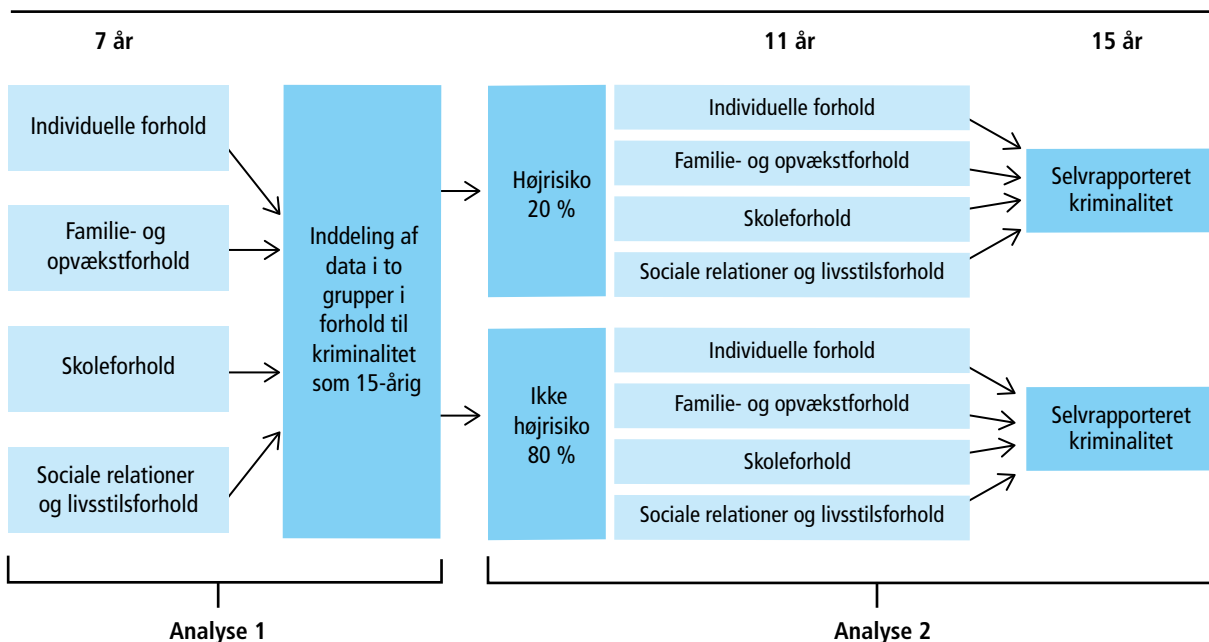 7 år
11 år
15 år
Individuelle forhold
Familie- og
opvækstforhold
Skoleforhold
Sociale relationer
og livsstilsforhold
Inddeling af
data i to
grupper i
forhold til
kriminalitet
som 15-årig
Højrisiko
20 %
Individuelle forhold
Familie- og opvækstforhold
Skoleforhold
Sociale relationer og livsstilsforhold
Selvrapporteret
kriminalitet
Ikke
højrisiko
80 %
Individuelle forhold
Familie- og opvækstforhold
Skoleforhold
Sociale relationer og livsstilsforhold
Selvrapporteret
kriminalitet
Analyse 1
Analyse 2